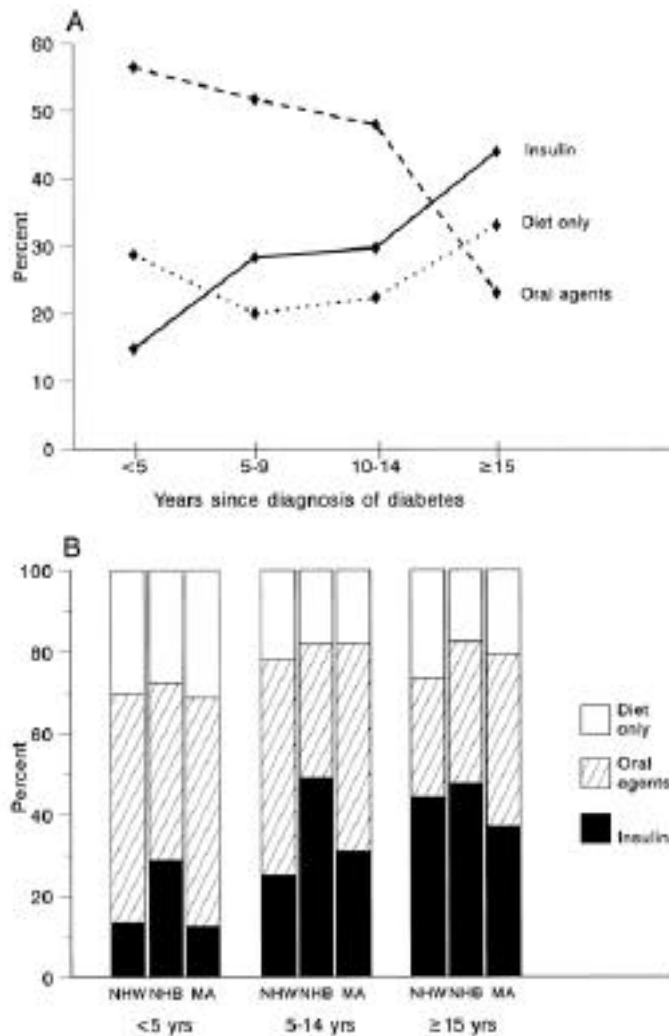 A
60
50
40
30
20
10
0
Percent
Insulin
Diet only
Oral agents
<5 5-9 10-14 ≥15
Years since diagnosis of diabetes
B
100
80
60
40
20
0
Percent
Diet
only
Oral
agents
Insulin
NHW NHB MA NHW NHB MA NHW NHB MA
<5 yrs 5-14 yrs ≥15 yrs